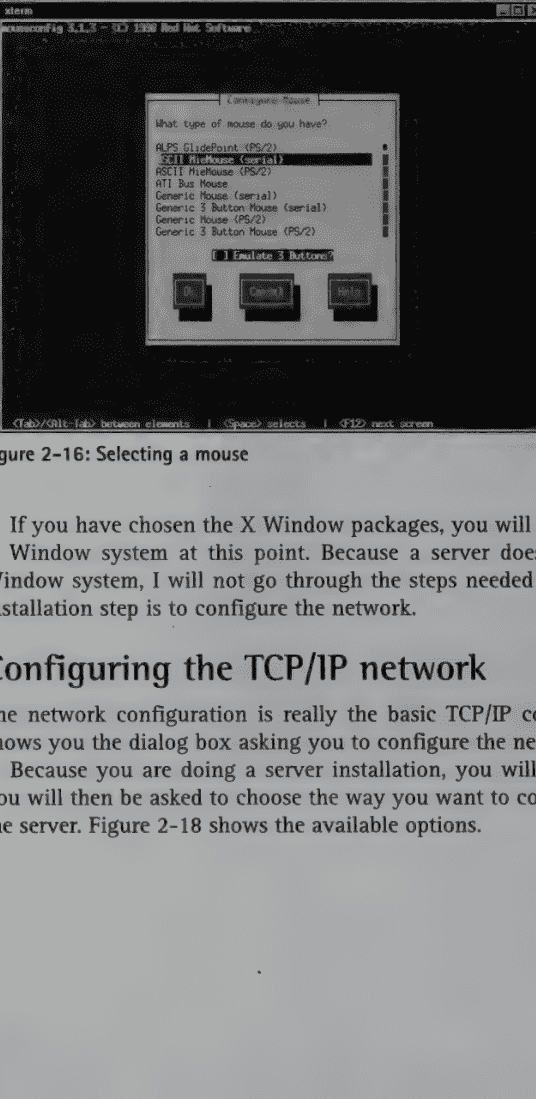 xterm
mouseconfig 3.1.3 - (C) 1998 Red Hat Software
Configure Mouse
What type of mouse do you have?
ALPS GlidePoint (PS/2)
SCII MieMouse (serial)
ASCII MieMouse (PS/2)
ATI Bus Mouse
Generic Mouse (serial)
Generic 3 Button Mouse (serial)
Generic Mouse (PS/2)
Generic 3 Button Mouse (PS/2)
[ ] Emulate 3 Buttons?
Ok Cancel Help
<Tab>/<Alt-Tab> between elements | <Space> selects | <F12> next screen
gure 2-16: Selecting a mouse
If you have chosen the X Window packages, you will
Window system at this point. Because a server doe
Vindow system, I will not go through the steps needed
stallation step is to configure the network.
Configuring the TCP/IP network
he network configuration is really the basic TCP/IP co
hows you the dialog box asking you to configure the ne
Because you are doing a server installation, you will
ou will then be asked to choose the way you want to co
he server. Figure 2-18 shows the available options.